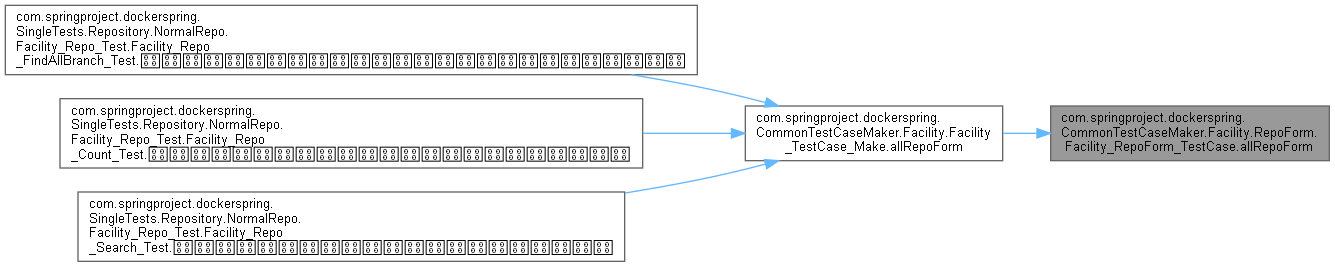 com.springproject.dockerspring.
SingleTests.Repository.NormalRepo.
Facility_Repo_Test.Facility_Repo
_FindAllBranch_Test.
com.springproject.dockerspring.
SingleTests.Repository.NormalRepo.
Facility_Repo_Test.Facility_Repo
_Count_Test.
com.springproject.dockerspring.
SingleTests.Repository.NormalRepo.
Facility_Repo_Test.Facility_Repo
_Search_Test.
com.springproject.dockerspring.
CommonTestCaseMaker.Facility.Facility
_TestCase_Make.allRepoForm
com.springproject.dockerspring.
CommonTestCaseMaker.Facility.RepoForm.
Facility_RepoForm_TestCase.allRepoForm